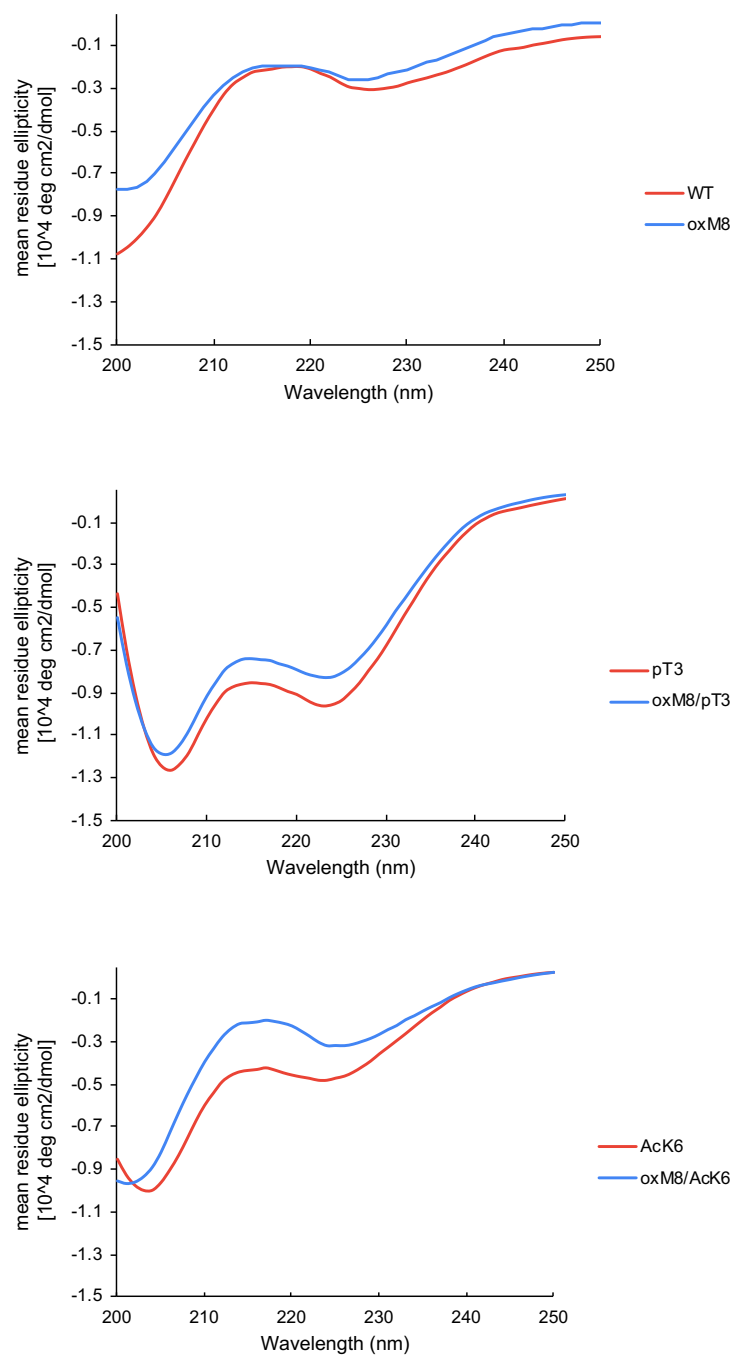 mean residue ellipticity
[10^4 deg cm2/dmol]
-0.1
-0.3
-0.5
-0.7
-0.9
-1.1
-1.3
-1.5
200
210
220
230
240
250
Wavelength (nm)
WT
oxM8
mean residue ellipticity
[10^4 deg cm2/dmol]
-0.1
-0.3
-0.5
-0.7
-0.9
-1.1
-1.3
-1.5
200
210
220
230
240
250
Wavelength (nm)
pT3
oxM8/pT3
mean residue ellipticity
[10^4 deg cm2/dmol]
-0.1
-0.3
-0.5
-0.7
-0.9
-1.1
-1.3
-1.5
200
210
220
230
240
250
Wavelength (nm)
AcK6
oxM8/AcK6